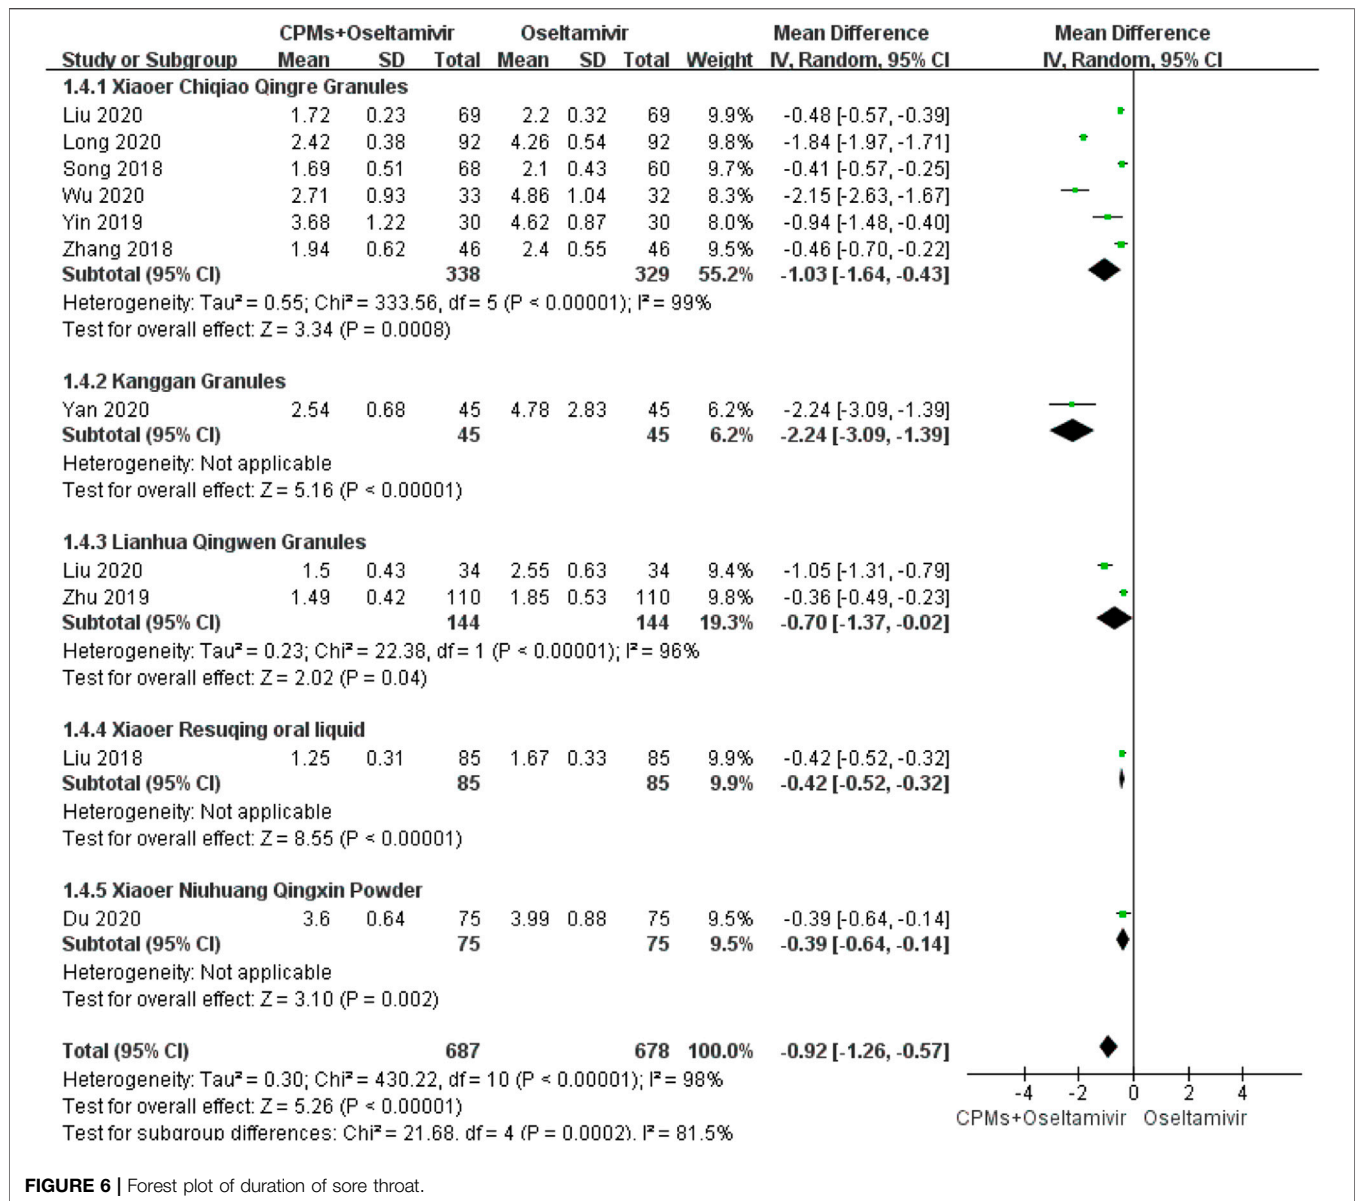 CPMs+Oseltamivir Oseltamivir Mean Difference Mean Difference
Study or Subgroup Mean SD Total Mean SD Total Weight IV, Random, 95% CI IV, Random, 95% CI
1.4.1 Xiaoer Chiqiao Qingre Granules
Liu 2020 1.72 0.23 69 2.2 0.32 69 9.9% -0.48 [-0.57, -0.39]
Long 2020 2.42 0.38 92 4.26 0.54 92 9.8% -1.84 [-1.97, -1.71]
Song 2018 1.69 0.51 68 2.1 0.43 60 9.7% -0.41 [-0.57, -0.25]
Wu 2020 2.71 0.93 33 4.86 1.04 32 8.3% -2.15 [-2.63, -1.67]
Yin 2019 3.68 1.22 30 4.62 0.87 30 8.0% -0.94 [-1.48, -0.40]
Zhang 2018 1.94 0.62 46 2.4 0.55 46 9.5% -0.46 [-0.70, -0.22]
Subtotal (95% CI) 338 329 55.2% -1.03 [-1.64, -0.43]
Heterogeneity: Tau² = 0.55; Chi² = 333.56, df = 5 (P < 0.00001); I² = 99%
Test for overall effect: Z = 3.34 (P = 0.0008)
1.4.2 Kanggan Granules
Yan 2020 2.54 0.68 45 4.78 2.83 45 6.2% -2.24 [-3.09, -1.39]
Subtotal (95% CI) 45 45 6.2% -2.24 [-3.09, -1.39]
Heterogeneity: Not applicable
Test for overall effect: Z = 5.16 (P < 0.00001)
1.4.3 Lianhua Qingwen Granules
Liu 2020 1.5 0.43 34 2.55 0.63 34 9.4% -1.05 [-1.31, -0.79]
Zhu 2019 1.49 0.42 110 1.85 0.53 110 9.8% -0.36 [-0.49, -0.23]
Subtotal (95% CI) 144 144 19.3% -0.70 [-1.37, -0.02]
Heterogeneity: Tau² = 0.23; Chi² = 22.38, df = 1 (P < 0.00001); I² = 96%
Test for overall effect: Z = 2.02 (P = 0.04)
1.4.4 Xiaoer Resuqing oral liquid
Liu 2018 1.25 0.31 85 1.67 0.33 85 9.9% -0.42 [-0.52, -0.32]
Subtotal (95% CI) 85 85 9.9% -0.42 [-0.52, -0.32]
Heterogeneity: Not applicable
Test for overall effect: Z = 8.55 (P < 0.00001)
1.4.5 Xiaoer Niuhuang Qingxin Powder
Du 2020 3.6 0.64 75 3.99 0.88 75 9.5% -0.39 [-0.64, -0.14]
Subtotal (95% CI) 75 75 9.5% -0.39 [-0.64, -0.14]
Heterogeneity: Not applicable
Test for overall effect: Z = 3.10 (P = 0.002)
Total (95% CI) 687 678 100.0% -0.92 [-1.26, -0.57]
Heterogeneity: Tau² = 0.30; Chi² = 430.22, df = 10 (P < 0.00001); I² = 98%
Test for overall effect: Z = 5.26 (P < 0.00001)
Test for subgroup differences: Chi² = 21.68, df = 4 (P = 0.0002), I² = 81.5%
-4 -2 0 2 4
CPMs+Oseltamivir Oseltamivir
FIGURE 6 | Forest plot of duration of sore throat.